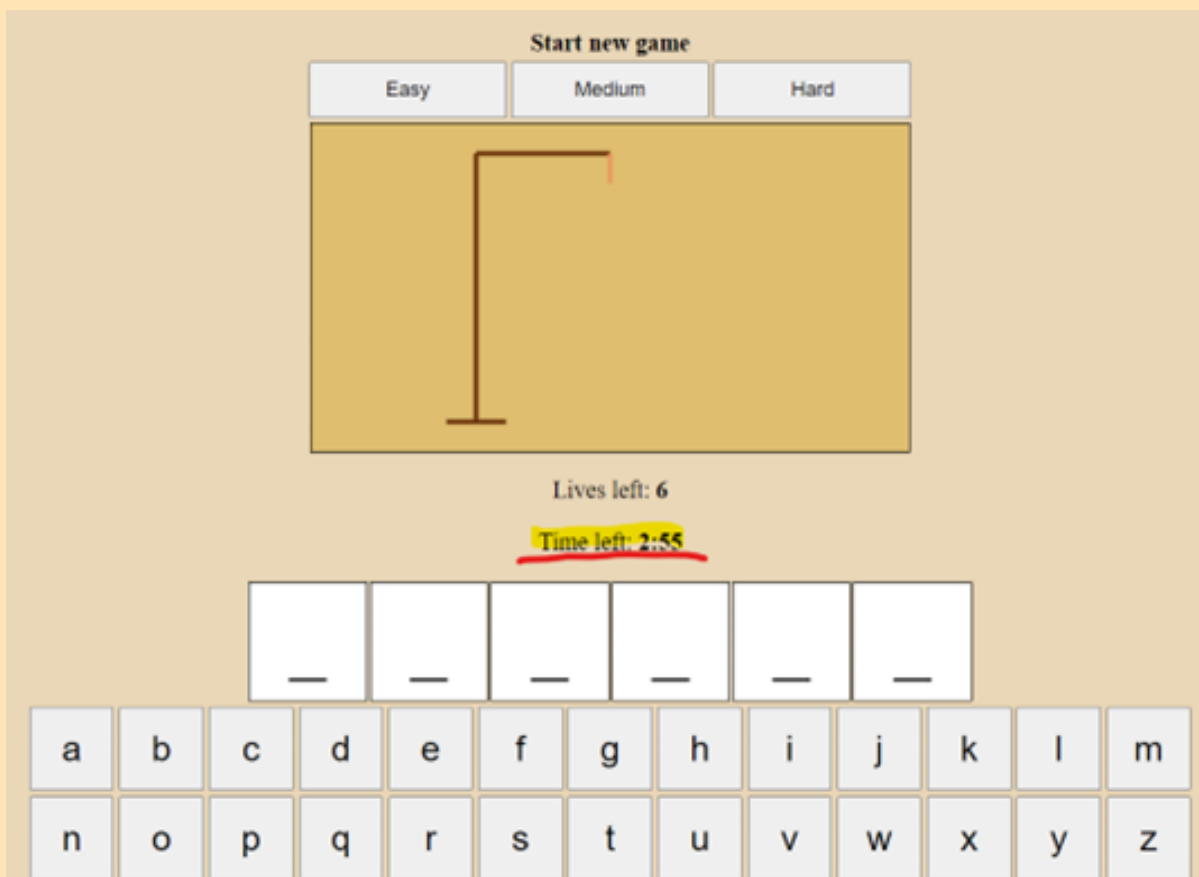 Start new game
Easy Medium Hard
Lives left: 6
Time left: 2:55
_ _ _ _ _ _
a b c d e f g h i j k l m
n o p q r s t u v w x y z